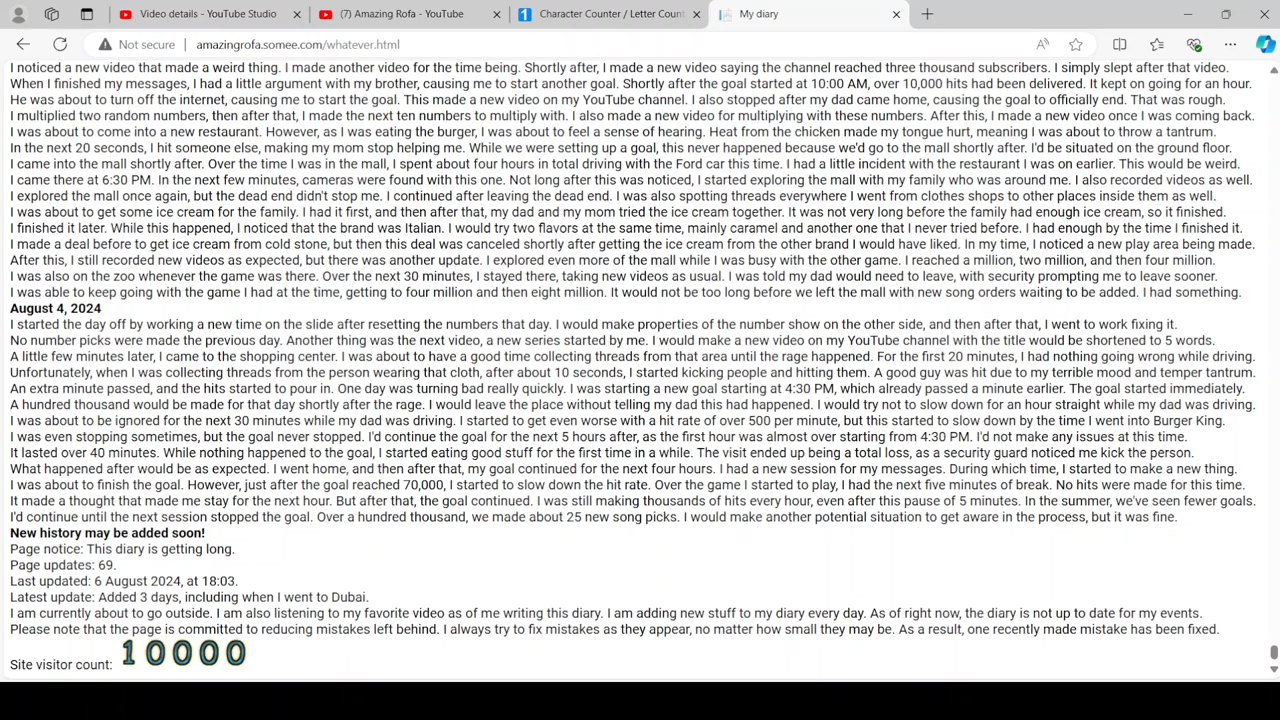 Video details - YouTube Studio
(7) Amazing Rofa - YouTube
Character Counter / Letter Count
My diary
Not secure
amazingrofa.somee.com/whatever.html
I noticed a new video that made a weird thing. I made another video for the time being. Shortly after, I made a new video saying the channel reached three thousand subscribers. I simply slept after that video.
When I finished my messages, I had a little argument with my brother, causing me to start another goal. Shortly after the goal started at 10:00 AM, over 10,000 hits had been delivered. It kept on going for an hour.
He was about to turn off the internet, causing me to start the goal. This made a new video on my YouTube channel. I also stopped after my dad came home, causing the goal to officially end. That was rough.
I multiplied two random numbers, then after that, I made the next ten numbers to multiply with. I also made a new video for multiplying with these numbers. After this, I made a new video once I was coming back.
I was about to come into a new restaurant. However, as I was eating the burger, I was about to feel a sense of hearing. Heat from the chicken made my tongue hurt, meaning I was about to throw a tantrum.
In the next 20 seconds, I hit someone else, making my mom stop helping me. While we were setting up a goal, this never happened because we'd go to the mall shortly after. I'd be situated on the ground floor.
I came into the mall shortly after. Over the time I was in the mall, I spent about four hours in total driving with the Ford car this time. I had a little incident with the restaurant I was on earlier. This would be weird.
I came there at 6:30 PM. In the next few minutes, cameras were found with this one. Not long after this was noticed, I started exploring the mall with my family who was around me. I also recorded videos as well.
I explored the mall once again, but the dead end didn't stop me. I continued after leaving the dead end. I was also spotting threads everywhere I went from clothes shops to other places inside them as well.
I was about to get some ice cream for the family. I had it first, and then after that, my dad and my mom tried the ice cream together. It was not very long before the family had enough ice cream, so it finished.
I finished it later. While this happened, I noticed that the brand was Italian. I would try two flavors at the same time, mainly caramel and another one that I never tried before. I had enough by the time I finished it.
I made a deal before to get ice cream from cold stone, but then this deal was canceled shortly after getting the ice cream from the other brand I would have liked. In my time, I noticed a new play area being made.
After this, I still recorded new videos as expected, but there was another update. I explored even more of the mall while I was busy with the other game. I reached a million, two million, and then four million.
I was also on the zoo whenever the game was there. Over the next 30 minutes, I stayed there, taking new videos as usual. I was told my dad would need to leave, with security prompting me to leave sooner.
I was able to keep going with the game I had at the time, getting to four million and then eight million. It would not be too long before we left the mall with new song orders waiting to be added. I had something.
August 4, 2024
I started the day off by working a new time on the slide after resetting the numbers that day. I would make properties of the number show on the other side, and then after that, I went to work fixing it.
No number picks were made the previous day. Another thing was the next video, a new series started by me. I would make a new video on my YouTube channel with the title would be shortened to 5 words.
A little few minutes later, I came to the shopping center. I was about to have a good time collecting threads from that area until the rage happened. For the first 20 minutes, I had nothing going wrong while driving.
Unfortunately, when I was collecting threads from the person wearing that cloth, after about 10 seconds, I started kicking people and hitting them. A good guy was hit due to my terrible mood and temper tantrum.
An extra minute passed, and the hits started to pour in. One day was turning bad really quickly. I was starting a new goal starting at 4:30 PM, which already passed a minute earlier. The goal started immediately.
A hundred thousand would be made for that day shortly after the rage. I would leave the place without telling my dad this had happened. I would try not to slow down for an hour straight while my dad was driving.
I was about to be ignored for the next 30 minutes while my dad was driving. I started to get even worse with a hit rate of over 500 per minute, but this started to slow down by the time I went into Burger King.
I was even stopping sometimes, but the goal never stopped. I'd continue the goal for the next 5 hours after, as the first hour was almost over starting from 4:30 PM. I'd not make any issues at this time.
It lasted over 40 minutes. While nothing happened to the goal, I started eating good stuff for the first time in a while. The visit ended up being a total loss, as a security guard noticed me kick the person.
What happened after would be as expected. I went home, and then after that, my goal continued for the next four hours. I had a new session for my messages. During which time, I started to make a new thing.
I was about to finish the goal. However, just after the goal reached 70,000, I started to slow down the hit rate. Over the game I started to play, I had the next five minutes of break. No hits were made for this time.
It made a thought that made me stay for the next hour. But after that, the goal continued. I was still making thousands of hits every hour, even after this pause of 5 minutes. In the summer, we've seen fewer goals.
I'd continue until the next session stopped the goal. Over a hundred thousand, we made about 25 new song picks. I would make another potential situation to get aware in the process, but it was fine.
New history may be added soon!
Page notice: This diary is getting long.
Page updates: 69.
Last updated: 6 August 2024, at 18:03.
Latest update: Added 3 days, including when I went to Dubai.
I am currently about to go outside. I am also listening to my favorite video as of me writing this diary. I am adding new stuff to my diary every day. As of right now, the diary is not up to date for my events.
Please note that the page is committed to reducing mistakes left behind. I always try to fix mistakes as they appear, no matter how small they may be. As a result, one recently made mistake has been fixed.
Site visitor count: 10000